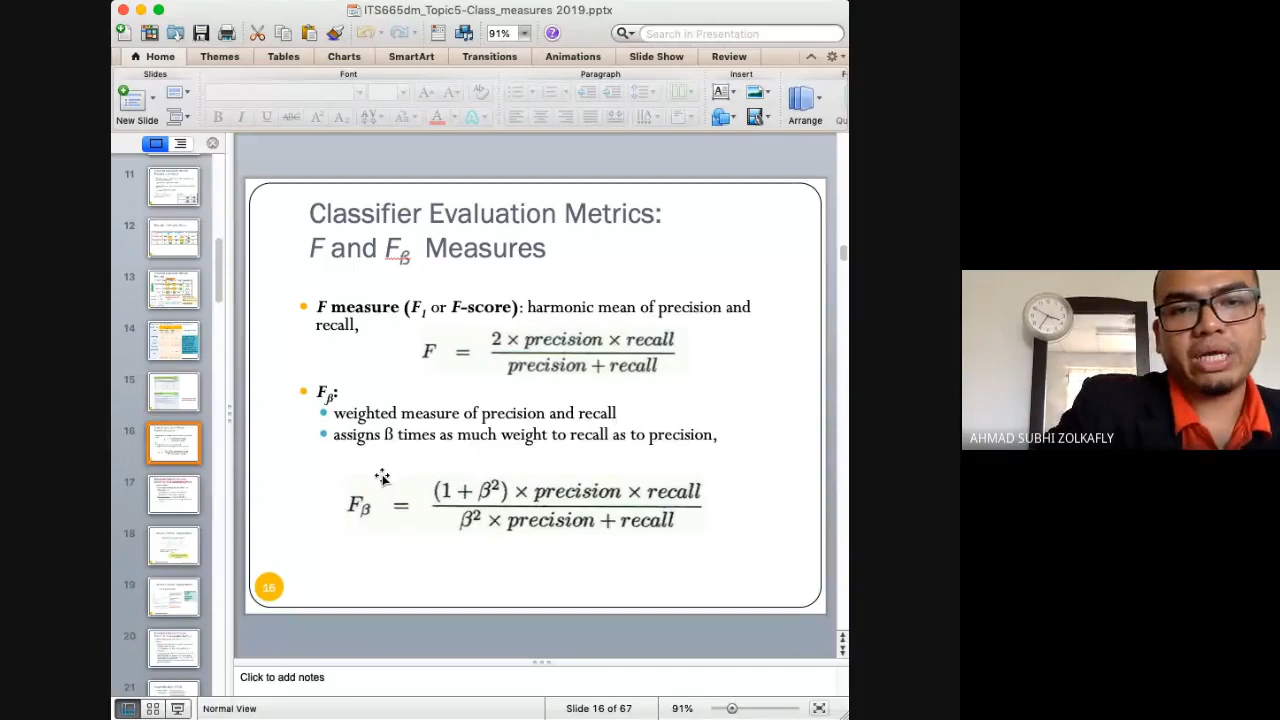 ITS665dm_Topic5-Class_measures 2019.pptx
91%
Search in Presentation
Home Themes Tables Charts SmartArt Transitions Animations Slide Show Review
Slides Font Paragraph Insert
New Slide Arrange
11
12
13
14
15
16
17
18
19
20
21
Classifier Evaluation Metrics:
F and Fß Measures
F measure (F1 or F-score): harmonic mean of precision and
recall,
F = 2 × precision × recall / precision + recall
Fβ:
weighted measure of precision and recall
assigns ß times as much weight to recall as to precision,
Fβ = (1 + β²) × precision × recall / β² × precision + recall
16
Click to add notes
Normal View Slide 16 of 67 91%
AHMAD SUBHI ZOLKAFLY